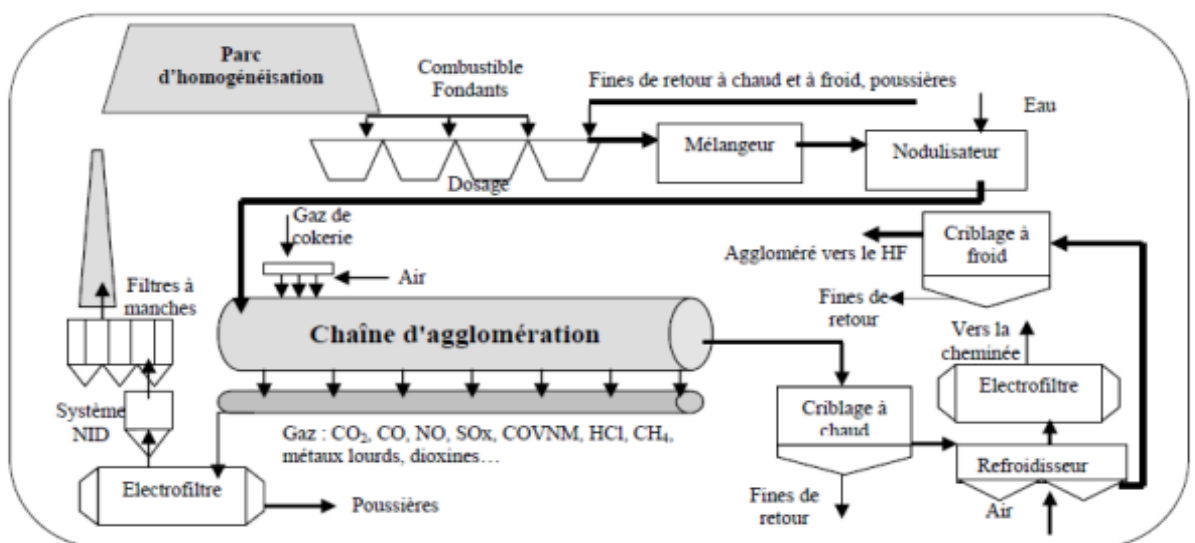 Parc
d'homogénéisation
Combustible
Fondants
Fines de retour à chaud et à froid, poussières
Eau
Mélangeur
Nodulisateur
Dosage
Gaz de
cokerie
Air
Criblage à
froid
Aggloméré vers le HF
Filtres à
manches
Fines de
retour
Chaîne d'agglomération
Vers la
cheminée
Electrofiltre
Système
NID
Criblage à
chaud
Gaz : CO₂, CO, NO, SOx, COVNM, HCl, CH₄,
métaux lourds, dioxines…
Refroidisseur
Electrofiltre
Poussières
Fines de
retour
Air